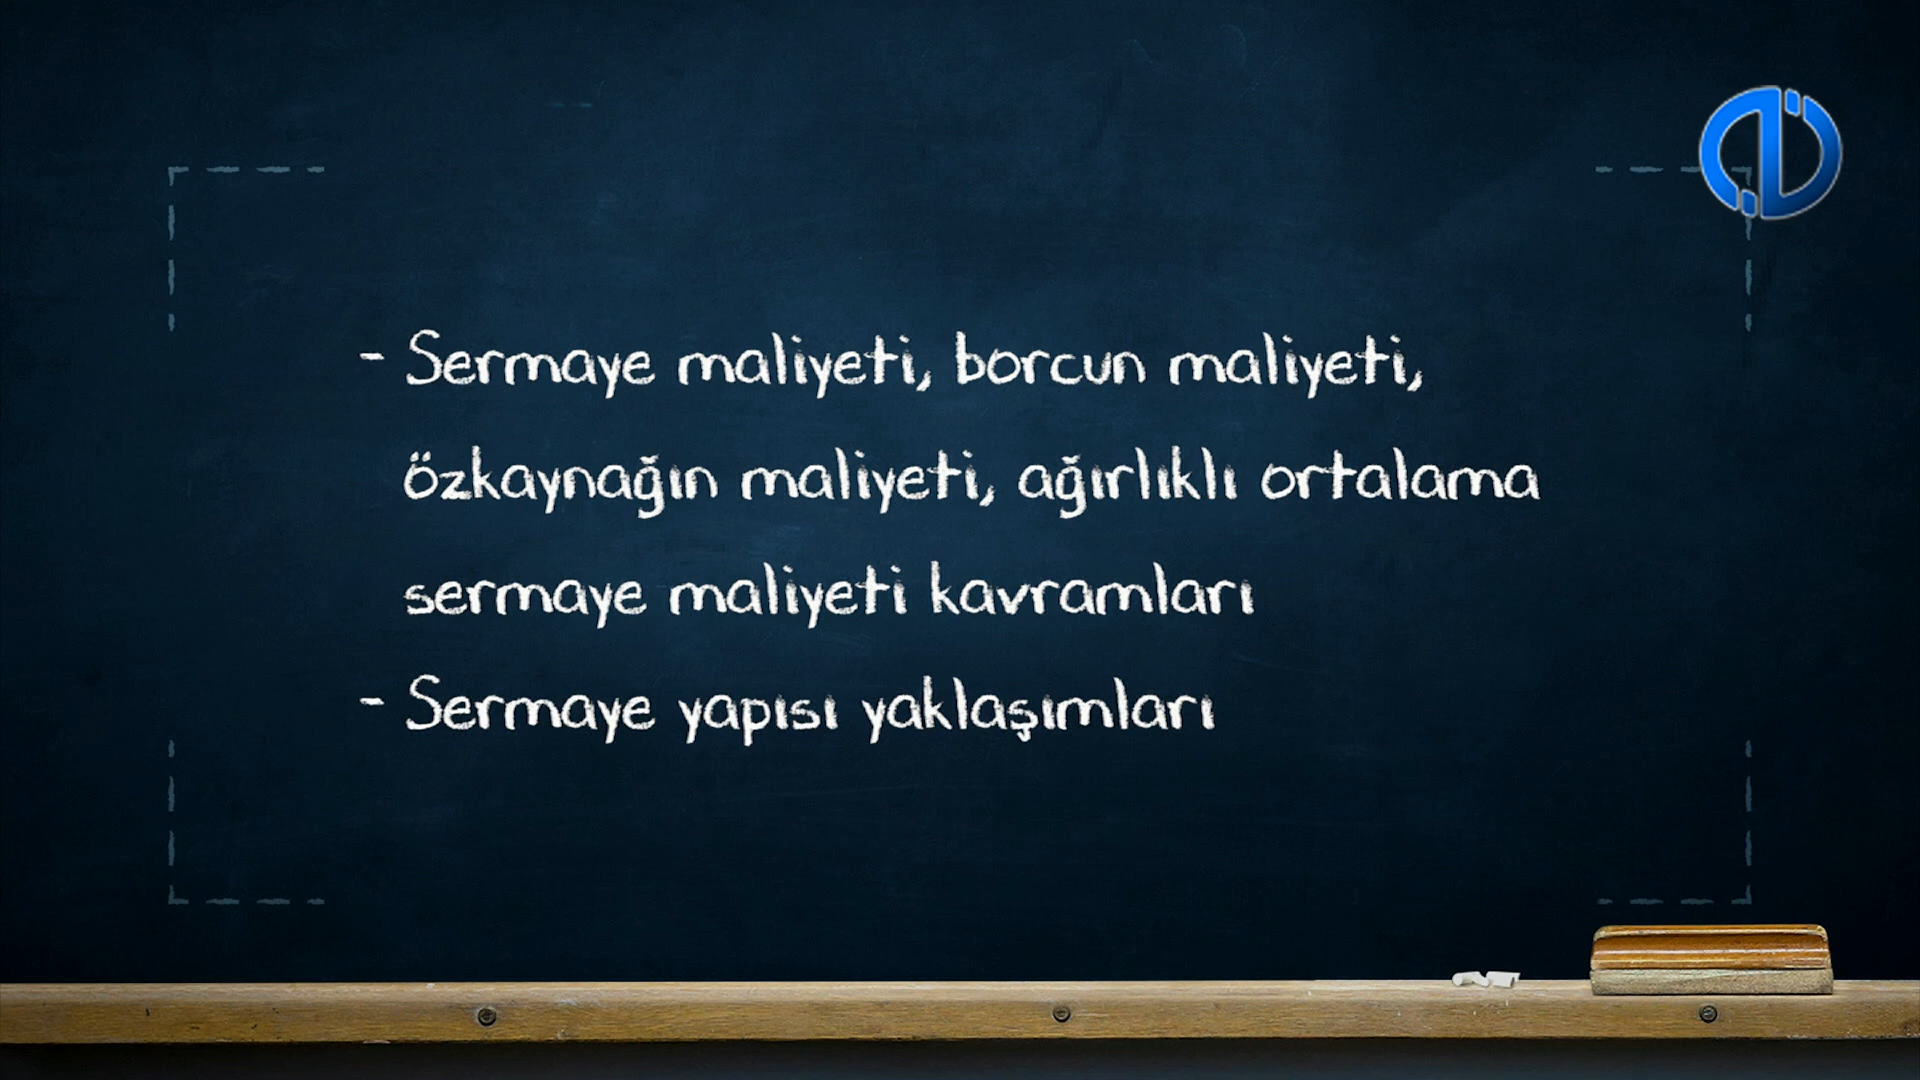 - Sermaye maliyeti, borcun maliyeti,
özkaynağın maliyeti, ağırlıklı ortalama
sermaye maliyeti kavramları
- Sermaye yapısı yaklaşımları